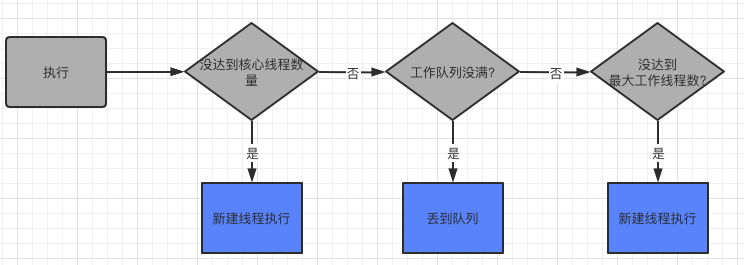 执行
没达到核心线程数
量
否
工作队列没满?
否
没达到
最大工作线程数?
是
是
是
新建线程执行
丢到队列
新建线程执行